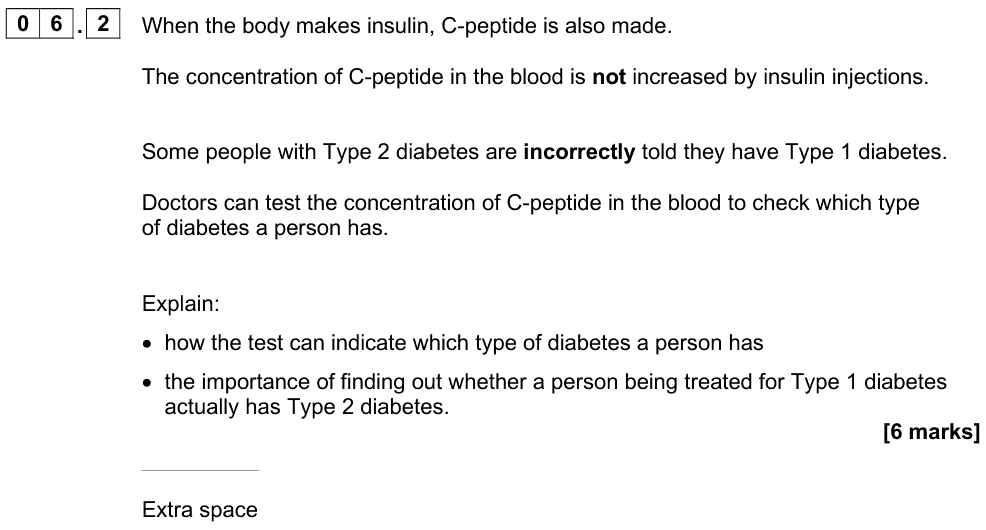 0 6 . 2 When the body makes insulin, C-peptide is also made.
The concentration of C-peptide in the blood is not increased by insulin injections.
Some people with Type 2 diabetes are incorrectly told they have Type 1 diabetes.
Doctors can test the concentration of C-peptide in the blood to check which type
of diabetes a person has.
Explain:
• how the test can indicate which type of diabetes a person has
• the importance of finding out whether a person being treated for Type 1 diabetes
actually has Type 2 diabetes.
[6 marks]
Extra space